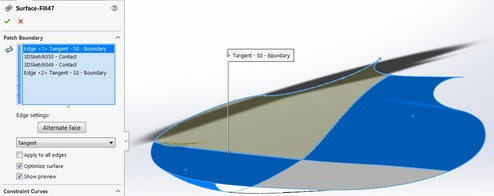 Surface-Fill47
Patch Boundary
Edge <1> Tangent - S0 - Boundary
3DSketch350 - Contact
3DSketch349 - Contact
Edge <2> Tangent - S3 - Boundary
Tangent - S0 - Boundary
Edge settings:
Alternate Face
Tangent
Apply to all edges
Optimize surface
Show preview
Constraint Curves